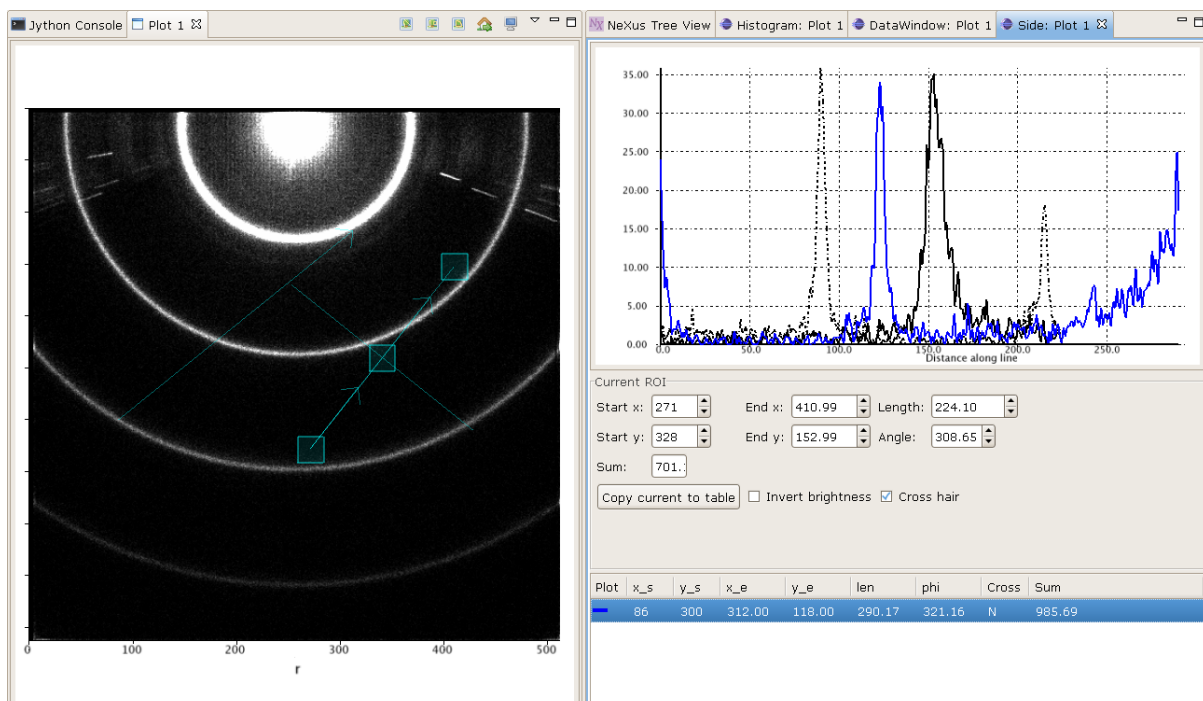 Jython Console Plot 1
0 100 200 300 400 500
r
NeXus Tree View Histogram: Plot 1 DataWindow: Plot 1 Side: Plot 1
35.00
30.00
25.00
20.00
15.00
10.00
5.00
0.00
0.0 50.0 100.0 150.0 200.0 250.0
Distance along line
Current ROI
Start x: 271 End x: 410.99 Length: 224.10
Start y: 328 End y: 152.99 Angle: 308.65
Sum: 701.
Copy current to table Invert brightness Cross hair
Plot x_s y_s x_e y_e len phi Cross Sum
86 300 312.00 118.00 290.17 321.16 N 985.69